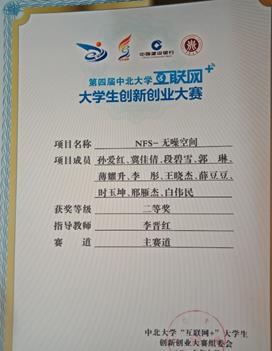 中国建设银行
第四届中北大学互联网+
大学生创新创业大赛
项目名称 NFS-无噪空间
项目成员 孙爱红、冀佳倩、段碧雪、郭 琳、
薄耀升、李 彤、王晓杰、薛豆豆、
时玉坤、邢雁杰、白伟民
获奖等级 二等奖
指导教师 李晋红
赛 道 主赛道
中北大学“互联网+”大学生
创新创业大赛组委会